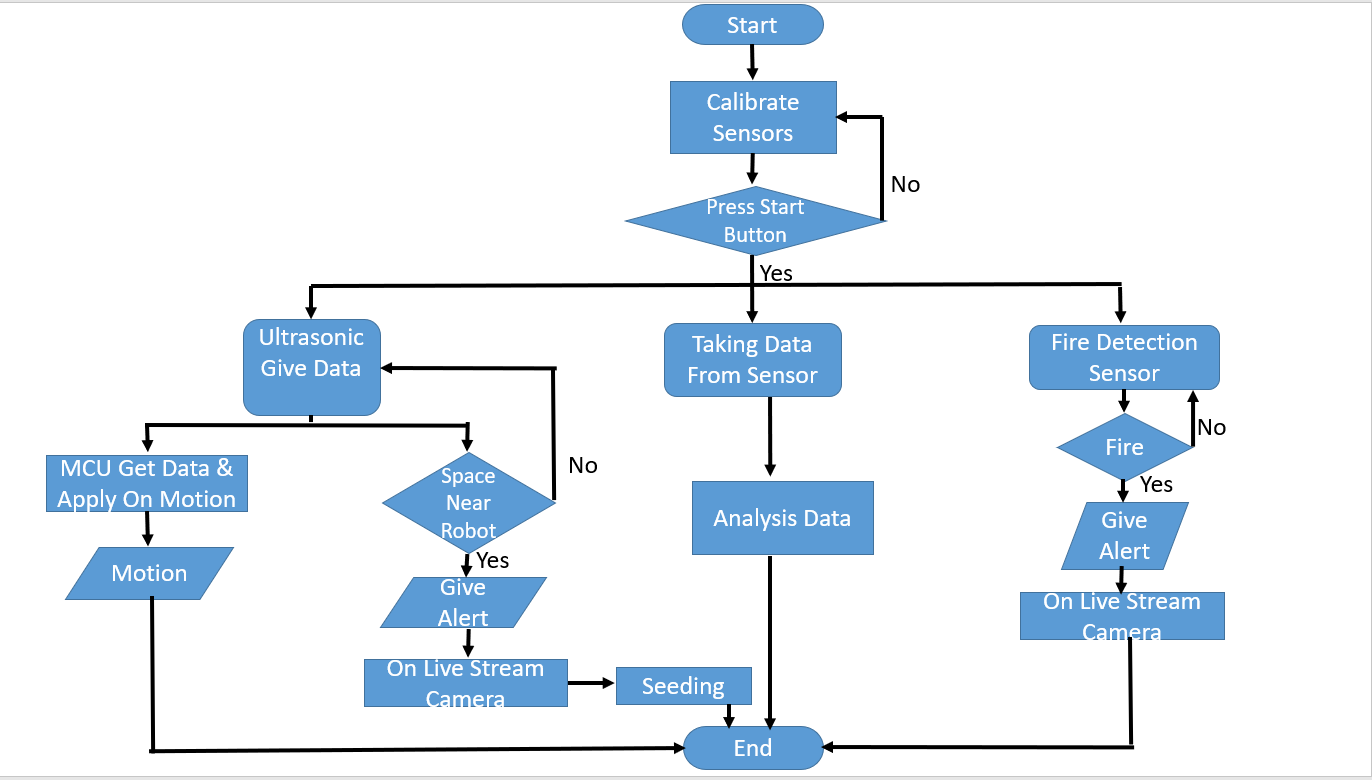 Start
Calibrate
Sensors
No
Press Start
Button
Yes
Ultrasonic
Give Data
Taking Data
From Sensor
Fire Detection
Sensor
No
Fire
Yes
MCU Get Data &
Apply On Motion
Space
Near
Robot
No
Yes
Motion
Give
Alert
On Live Stream
Camera
Seeding
Analysis Data
Give
Alert
On Live Stream
Camera
End